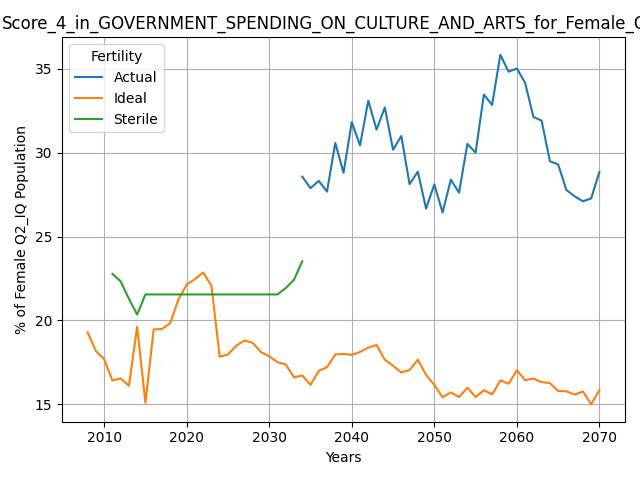 Score_4_in_GOVERNMENT_SPENDING_ON_CULTURE_AND_ARTS_for_Female_
Fertility
Actual
Ideal
Sterile
% of Female Q2_IQ Population
35
30
25
20
15
2010
2020
2030
2040
2050
2060
2070
Years